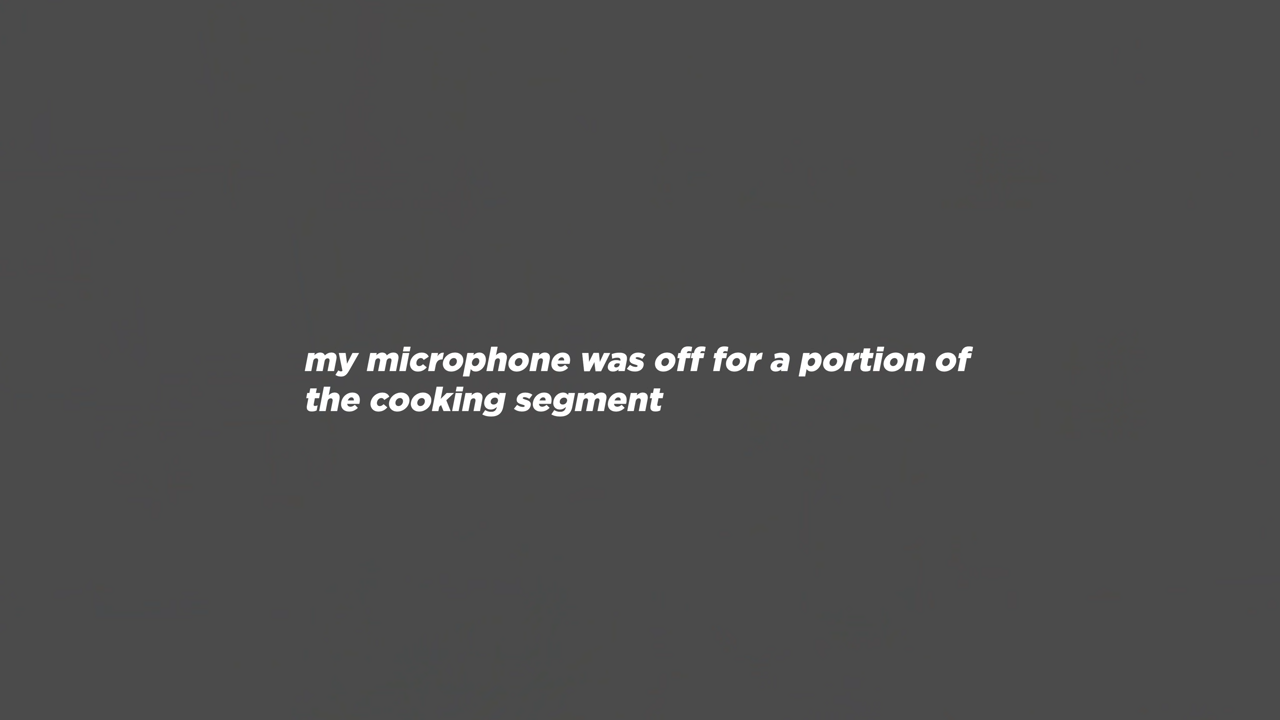 my microphone was off for a portion of
the cooking segment